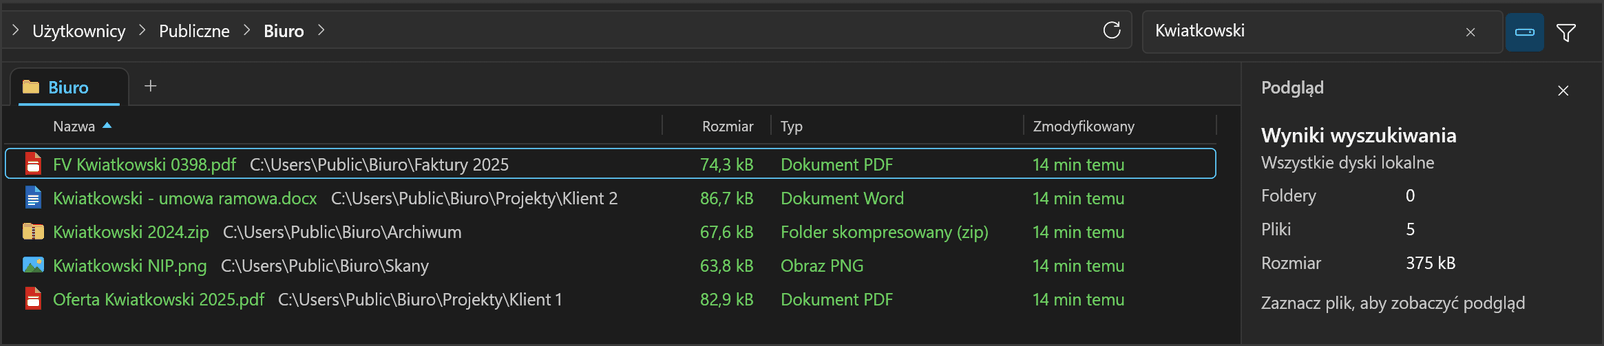 Użytkownicy > Publiczne > Biuro >
Kwiatkowski
Biuro
Podgląd
Nazwa Rozmiar Typ Zmodyfikowany
FV Kwiatkowski 0398.pdf C:\Users\Public\Biuro\Faktury 2025 74,3 kB Dokument PDF 14 min temu
Kwiatkowski - umowa ramowa.docx C:\Users\Public\Biuro\Projekty\Klient 2 86,7 kB Dokument Word 14 min temu
Kwiatkowski 2024.zip C:\Users\Public\Biuro\Archiwum 67,6 kB Folder skompresowany (zip) 14 min temu
Kwiatkowski NIP.png C:\Users\Public\Biuro\Skany 63,8 kB Obraz PNG 14 min temu
Oferta Kwiatkowski 2025.pdf C:\Users\Public\Biuro\Projekty\Klient 1 82,9 kB Dokument PDF 14 min temu
Wyniki wyszukiwania
Wszystkie dyski lokalne
Foldery 0
Pliki 5
Rozmiar 375 kB
Zaznacz plik, aby zobaczyć podgląd